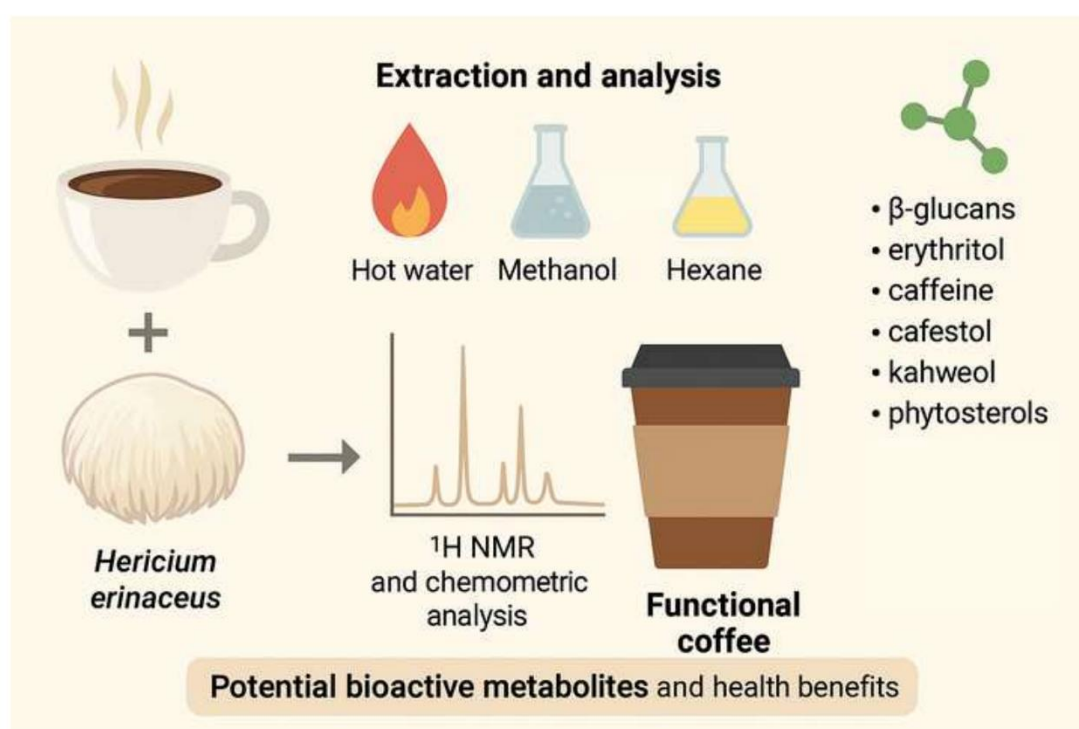 Extraction and analysis
Hot water
Methanol
Hexane
• β-glucans
• erythritol
• caffeine
• cafestol
• kahweol
• phytosterols
+
Hericium
erinaceus
¹H NMR
and chemometric
analysis
Functional
coffee
Potential bioactive metabolites and health benefits